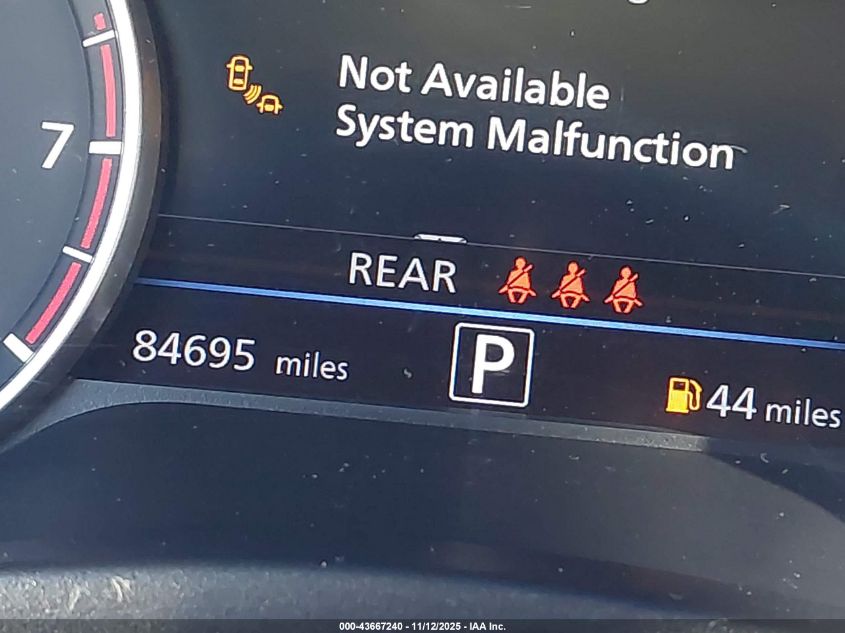 Not Available
System Malfunction
7
REAR
84695 miles
P
44 miles
000-43667240 - 11/12/2025 - IAA Inc.